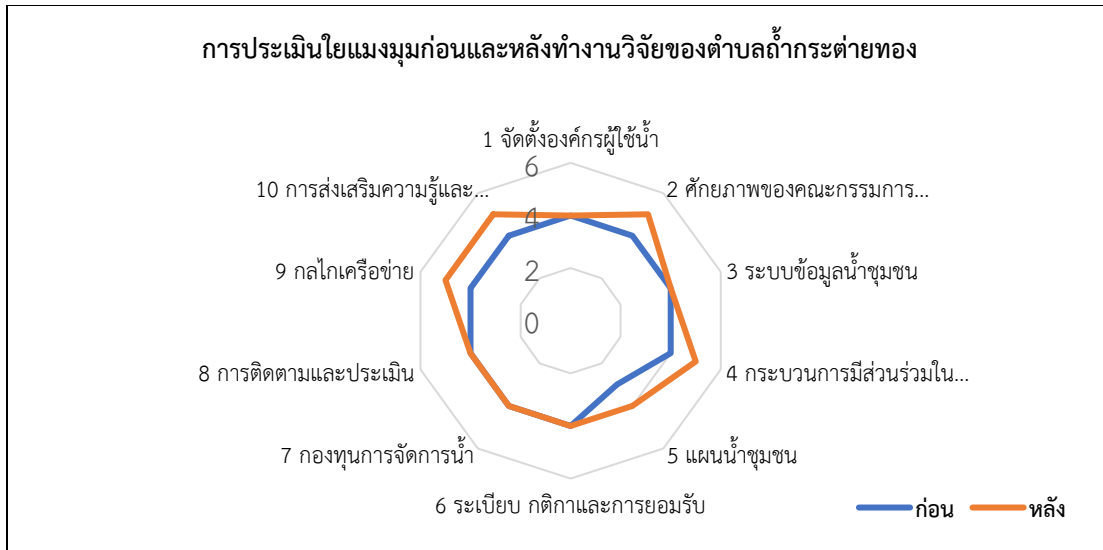 การประเมินใยแมงมุมก่อนและหลังทำงานวิจัยของตำบลถ้ำกระต่ายทอง
1 จัดตั้งองค์กรผู้ใช้น้ำ
2 ศักยภาพของคณะกรรมการ...
3 ระบบข้อมูลน้ำชุมชน
4 กระบวนการมีส่วนร่วมใน...
5 แผนน้ำชุมชน
6 ระเบียบ กติกาและการยอมรับ
7 กองทุนการจัดการน้ำ
8 การติดตามและประเมิน
9 กลไกเครือข่าย
10 การส่งเสริมความรู้และ...
6
4
2
0
ก่อน
หลัง